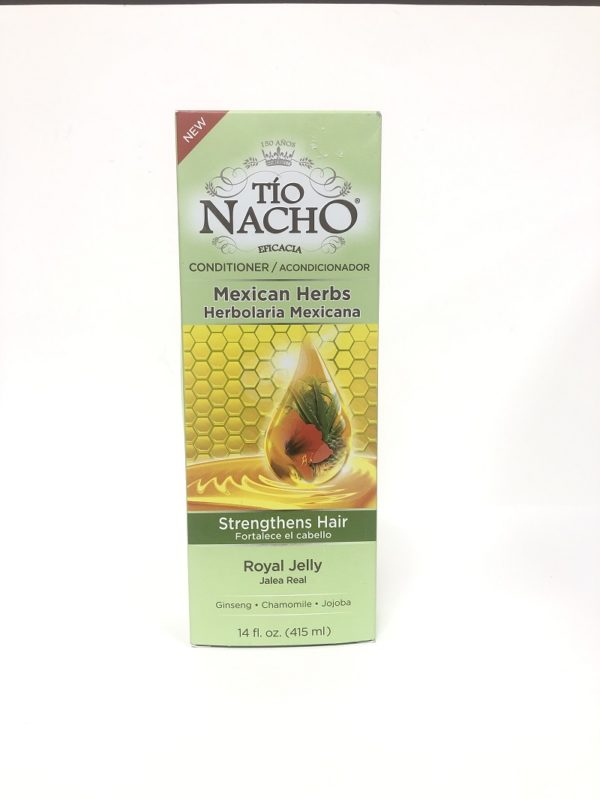 NEW
150 AÑOS
TÍO
NACHO®
EFICACIA
CONDITIONER / ACONDICIONADOR
Mexican Herbs
Herbolaria Mexicana
Strengthens Hair
Fortalece el cabello
Royal Jelly
Jalea Real
Ginseng • Chamomile • Jojoba
14 fl. oz. (415 ml)